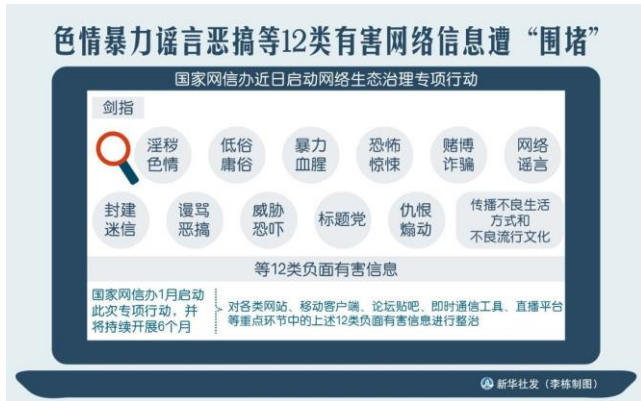 色情暴力谣言恶搞等12类有害网络信息遭“围堵”
国家网信办近日启动网络生态治理专项行动
剑指
淫秽
色情
低俗
庸俗
暴力
血腥
恐怖
惊悚
赌博
诈骗
网络
谣言
封建
迷信
谩骂
恶搞
威胁
恐吓
标题党
仇恨
煽动
传播不良生活
方式和
不良流行文化
等12类负面有害信息
国家网信办1月启动
此次专项行动，并
将持续开展6个月
对各类网站、移动客户端、论坛贴吧、即时通信工具、直播平台
等重点环节中的上述12类负面有害信息进行整治
新华社发（李栋制图）